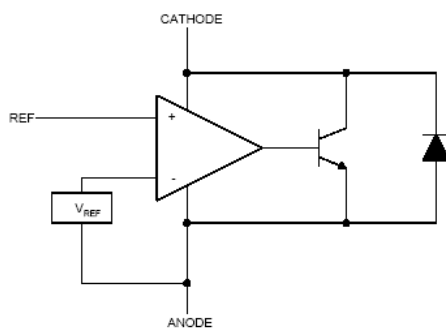 CATHODE
REF
+
-
VREF
ANODE